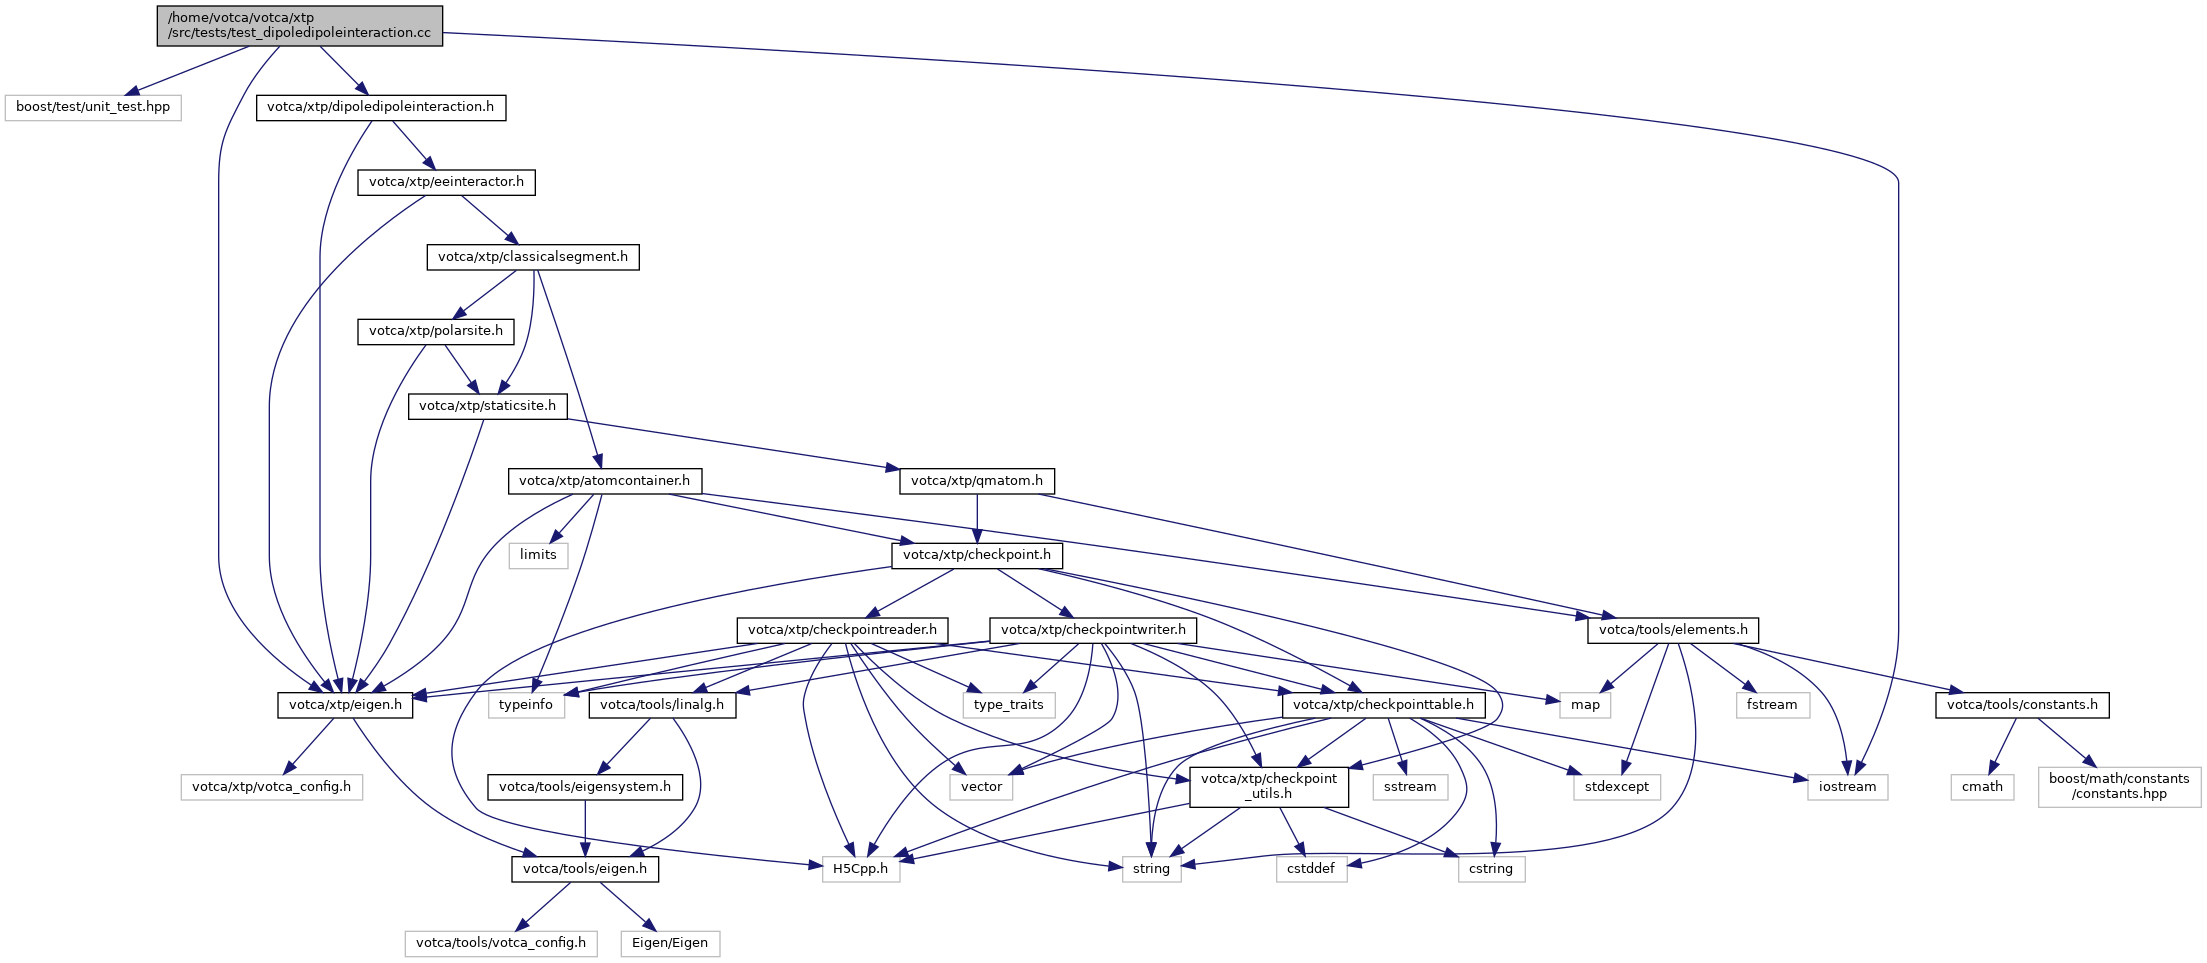 /home/votca/votca/xtp
/src/tests/test_dipoledipoleinteraction.cc
boost/test/unit_test.hpp
votca/xtp/dipoledipoleinteraction.h
votca/xtp/eeinteractor.h
votca/xtp/classicalsegment.h
votca/xtp/polarsite.h
votca/xtp/staticsite.h
votca/xtp/atomcontainer.h
votca/xtp/qmatom.h
limits
votca/xtp/checkpoint.h
votca/xtp/checkpointreader.h
votca/xtp/checkpointwriter.h
votca/tools/elements.h
votca/xtp/eigen.h
typeinfo
votca/tools/linalg.h
type_traits
votca/xtp/checkpointtable.h
map
fstream
votca/tools/constants.h
votca/xtp/votca_config.h
votca/tools/eigensystem.h
vector
votca/xtp/checkpoint
_utils.h
sstream
stdexcept
iostream
cmath
boost/math/constants
/constants.hpp
votca/tools/eigen.h
H5Cpp.h
string
cstddef
cstring
votca/tools/votca_config.h
Eigen/Eigen